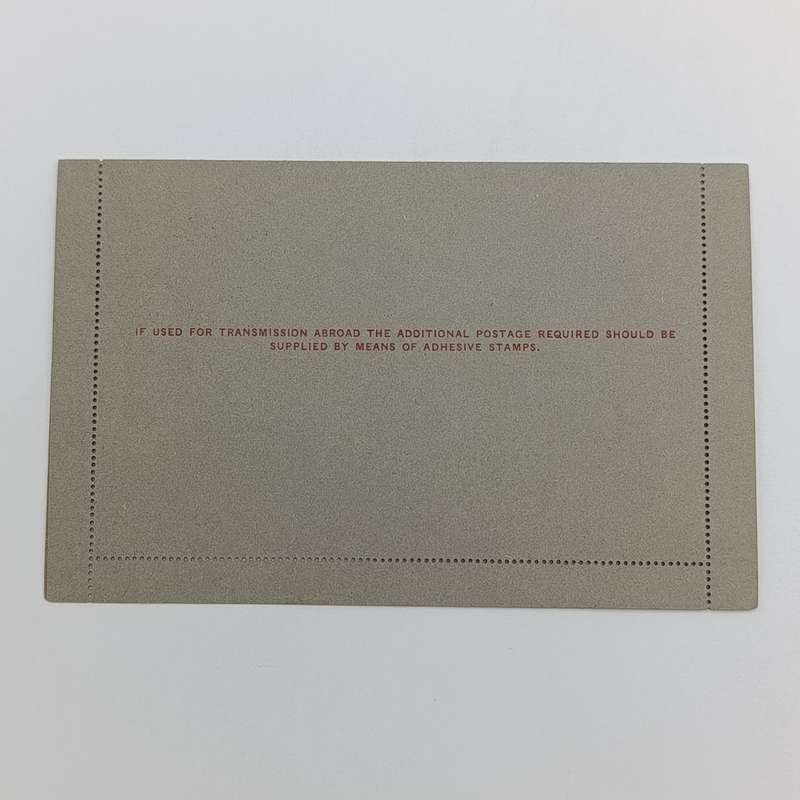 IF USED FOR TRANSMISSION ABROAD THE ADDITIONAL POSTAGE REQUIRED SHOULD BE
SUPPLIED BY MEANS OF ADHESIVE STAMPS.